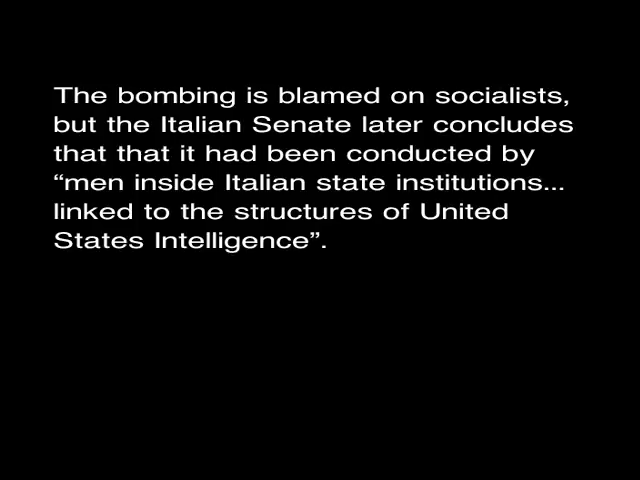 The bombing is blamed on socialists,
but the Italian Senate later concludes
that that it had been conducted by
“men inside Italian state institutions...
linked to the structures of United
States Intelligence”.